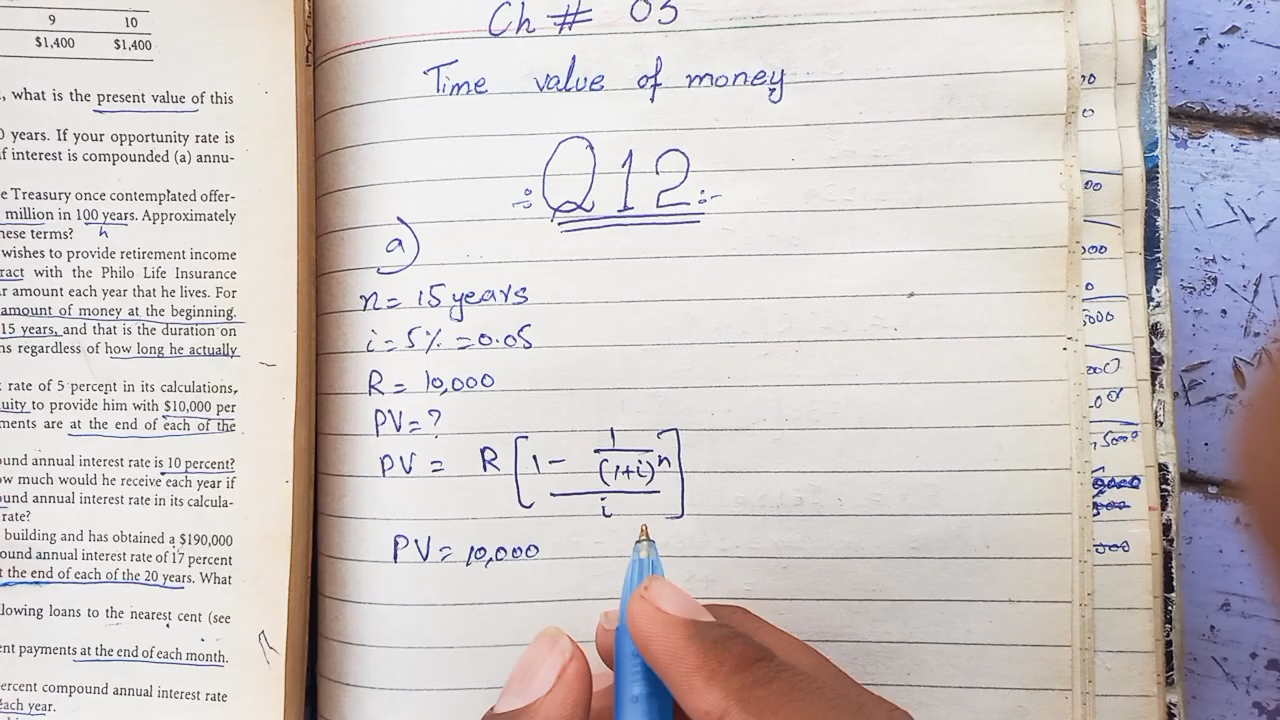 9 10
$1,400 $1,400
, what is the present value of this
0 years. If your opportunity rate is
f interest is compounded (a) annu-
e Treasury once contemplated offer-
million in 100 years. Approximately
n
hese terms?
wishes to provide retirement income
ract with the Philo Life Insurance
r amount each year that he lives. For
amount of money at the beginning.
15 years, and that is the duration on
ns regardless of how long he actually
rate of 5 percent in its calculations,
uity to provide him with $10,000 per
ments are at the end of each of the
ound annual interest rate is 10 percent?
ow much would he receive each year if
ound annual interest rate in its calcula-
rate?
building and has obtained a $190,000
ound annual interest rate of 17 percent
t the end of each of the 20 years. What
llowing loans to the nearest cent (see
ent payments at the end of each month.
ercent compound annual interest rate
each year.
Ch # 03
Time value of money
Q12
a)
n = 15 years
i = 5% = 0.05
R = 10,000
PV = ?
PV = R [1 - 1/(1+i)^n / i]
PV = 10,000